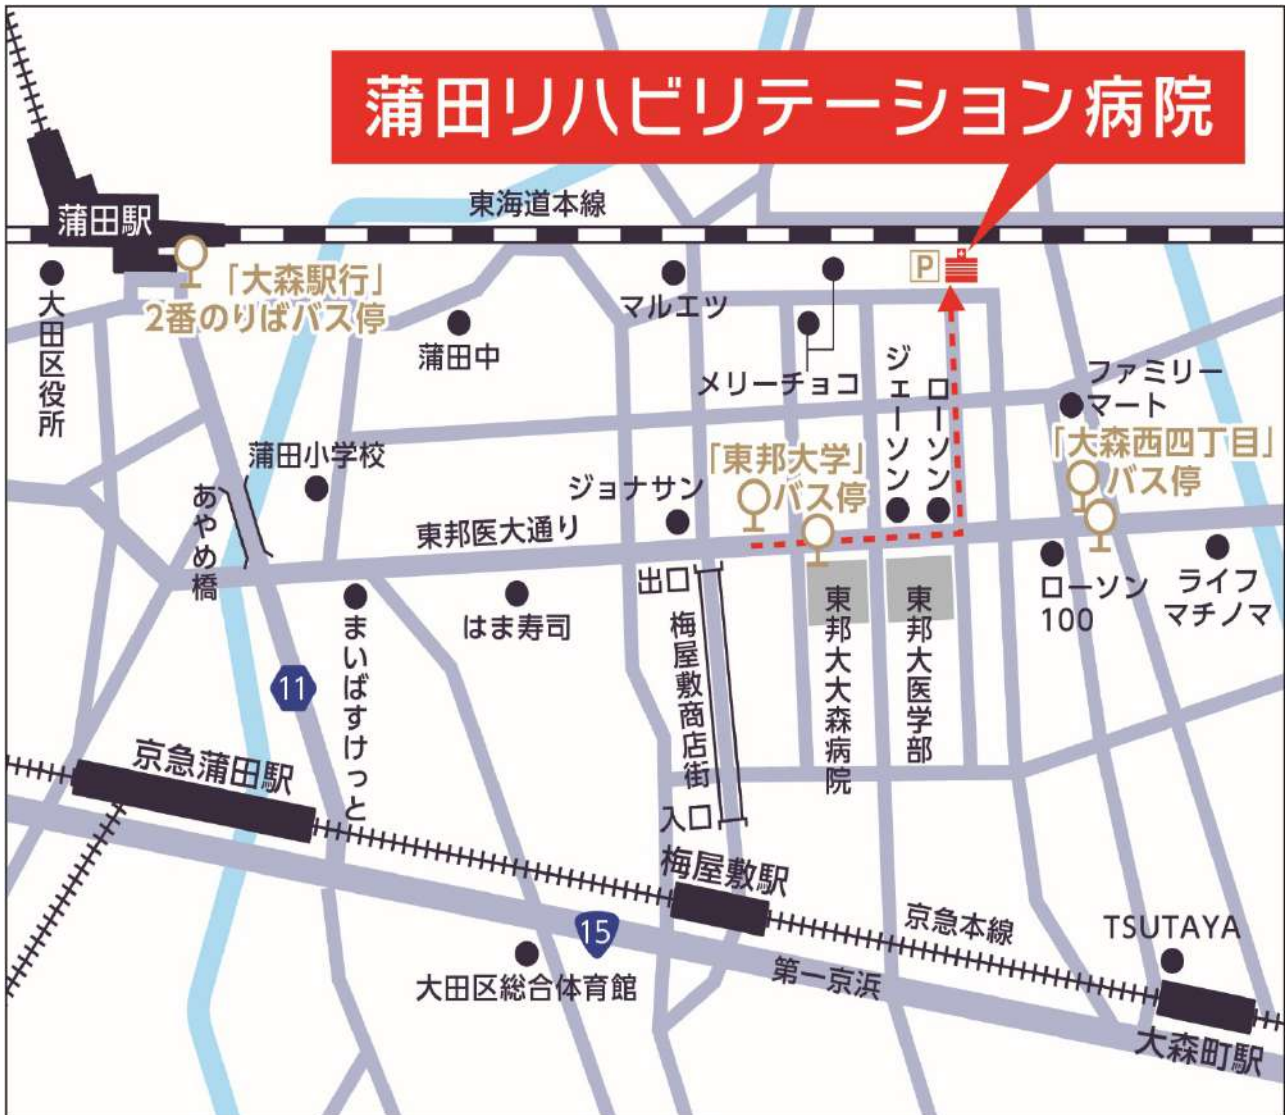 蒲田リハビリテーション病院
東海道本線
蒲田駅
P
「大森駅行」
2番のりばバス停
大田区役所
マルエツ
蒲田中
メリーチョコ
ジェーソン
ローソン
ファミリー
マート
「大森西四丁目」
バス停
「東邦大学」
バス停
蒲田小学校
あやめ橋
ジョナサン
東邦医大通り
出口
はま寿司
まいばすけっと
梅屋敷商店街
東邦大大森病院
東邦大医学部
ローソン
100
ライフ
マチノマ
11
京急蒲田駅
入口
梅屋敷駅
京急本線
TSUTAYA
15
大田区総合体育館
第一京浜
大森町駅